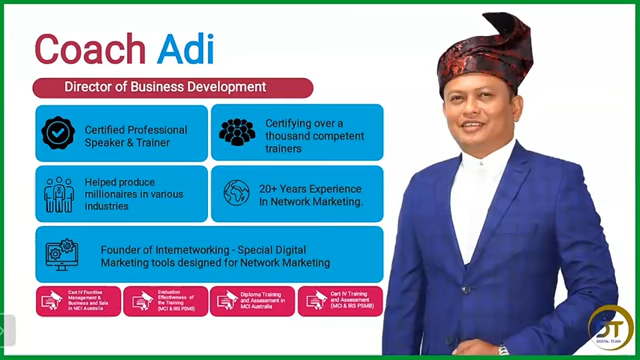 Coach Adi
Director of Business Development
Certified Professional
Speaker & Trainer
Certifying over a
thousand competent
trainers
Helped produce
millionaires in various
industries
20+ Years Experience
In Network Marketing.
Founder of Internetworking - Special Digital
Marketing tools designed for Network Marketing
Cert IV Frontline
Management &
Business and Sale
in MCI Australia
Evaluation
Effectiveness of
the Training
(MCI & IRS PSMB)
Diploma Training
and Assessment in
MCI Australia
Cert IV Training
and Assessment
(MCI & IRS PSMB)
DT
DIGITAL TEAM